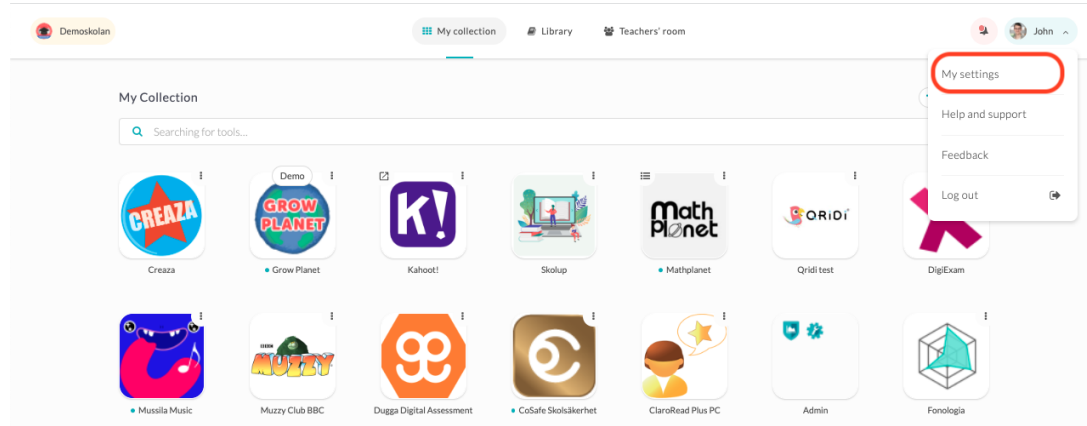 Demoskolan
My collection
Library
Teachers' room
John
My settings
Help and support
Feedback
Log out
My Collection
Searching for tools...
CREAZA
Creaza
Demo
GROW
PLANET
Grow Planet
K!
Kahoot!
Skolup
Math
Planet
Mathplanet
QRIDi
Qridi test
DigiExam
Mussila Music
MUZZY
Muzzy Club BBC
Dugga Digital Assessment
CoSafe Skolsäkerhet
ClaroRead Plus PC
Admin
Fonologia